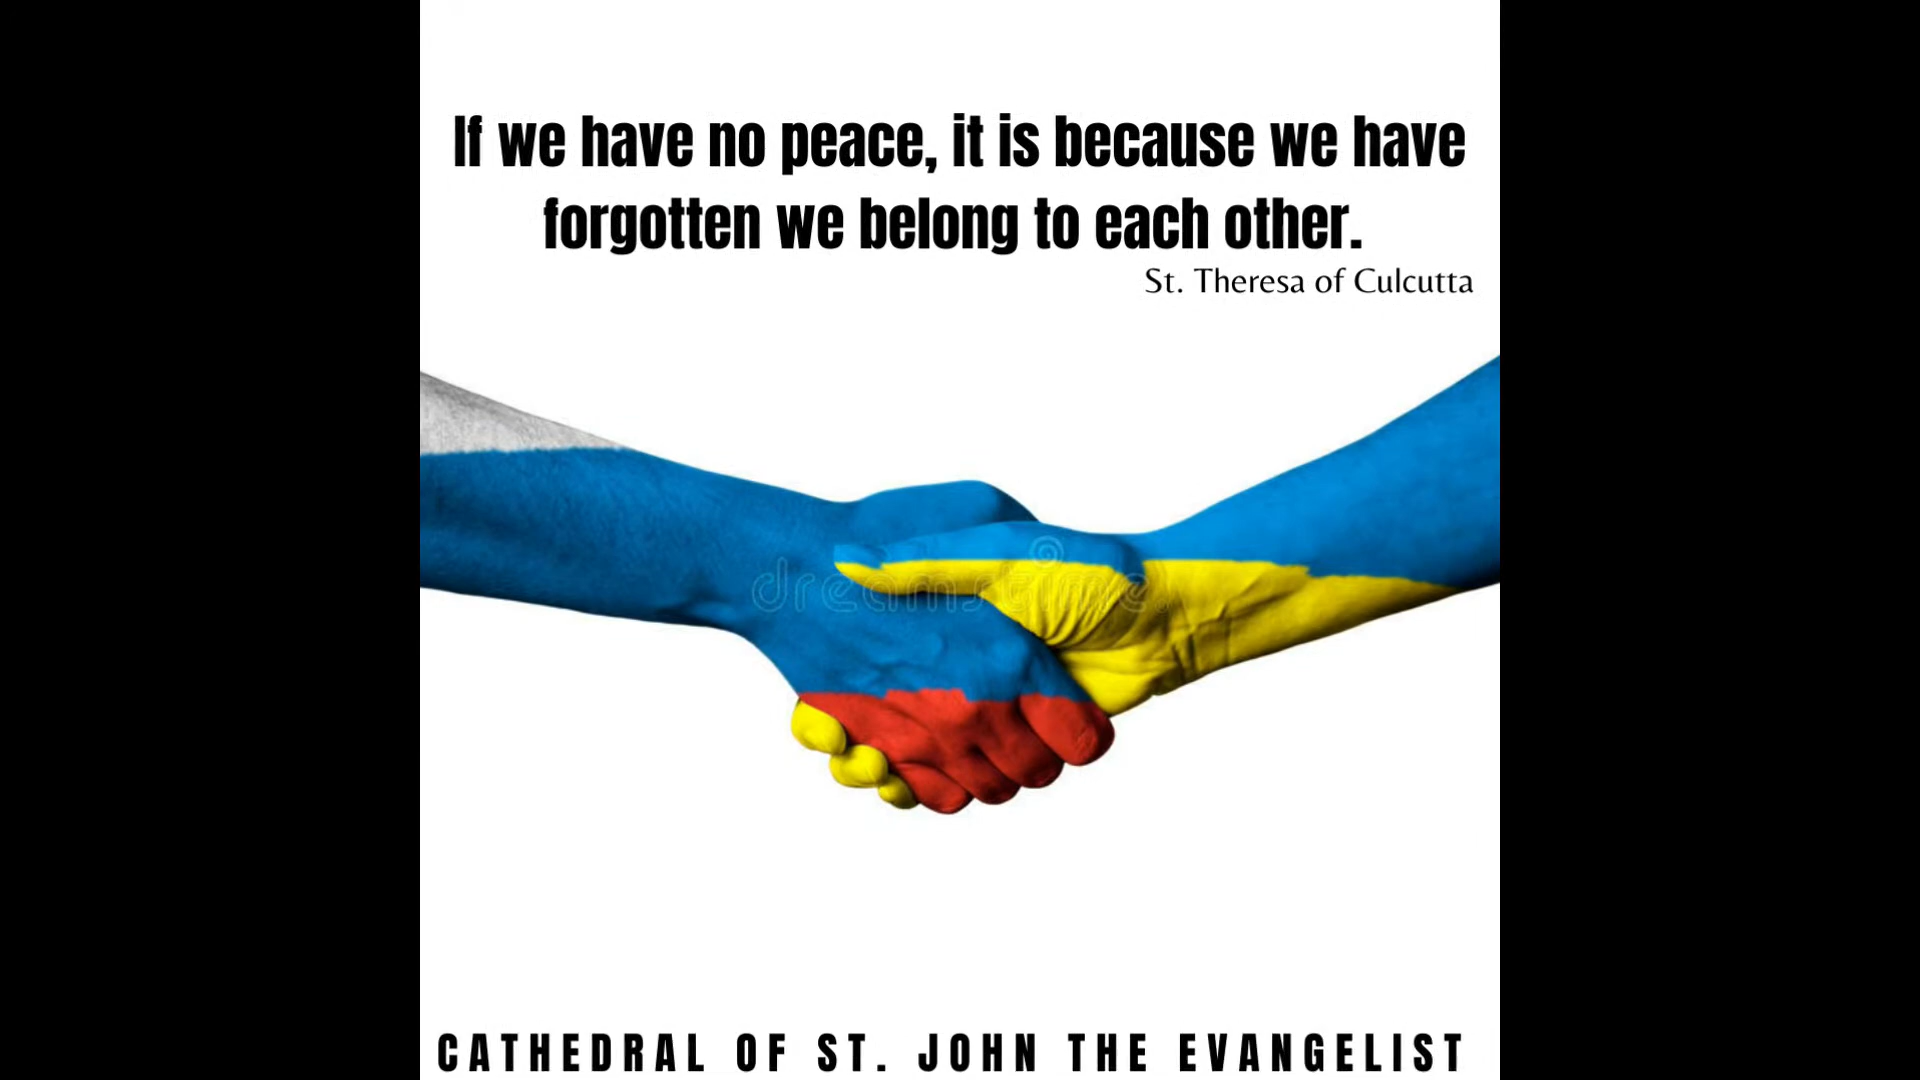 If we have no peace, it is because we have
forgotten we belong to each other.
St. Theresa of Culcutta
dreamstime
CATHEDRAL OF ST. JOHN THE EVANGELIST